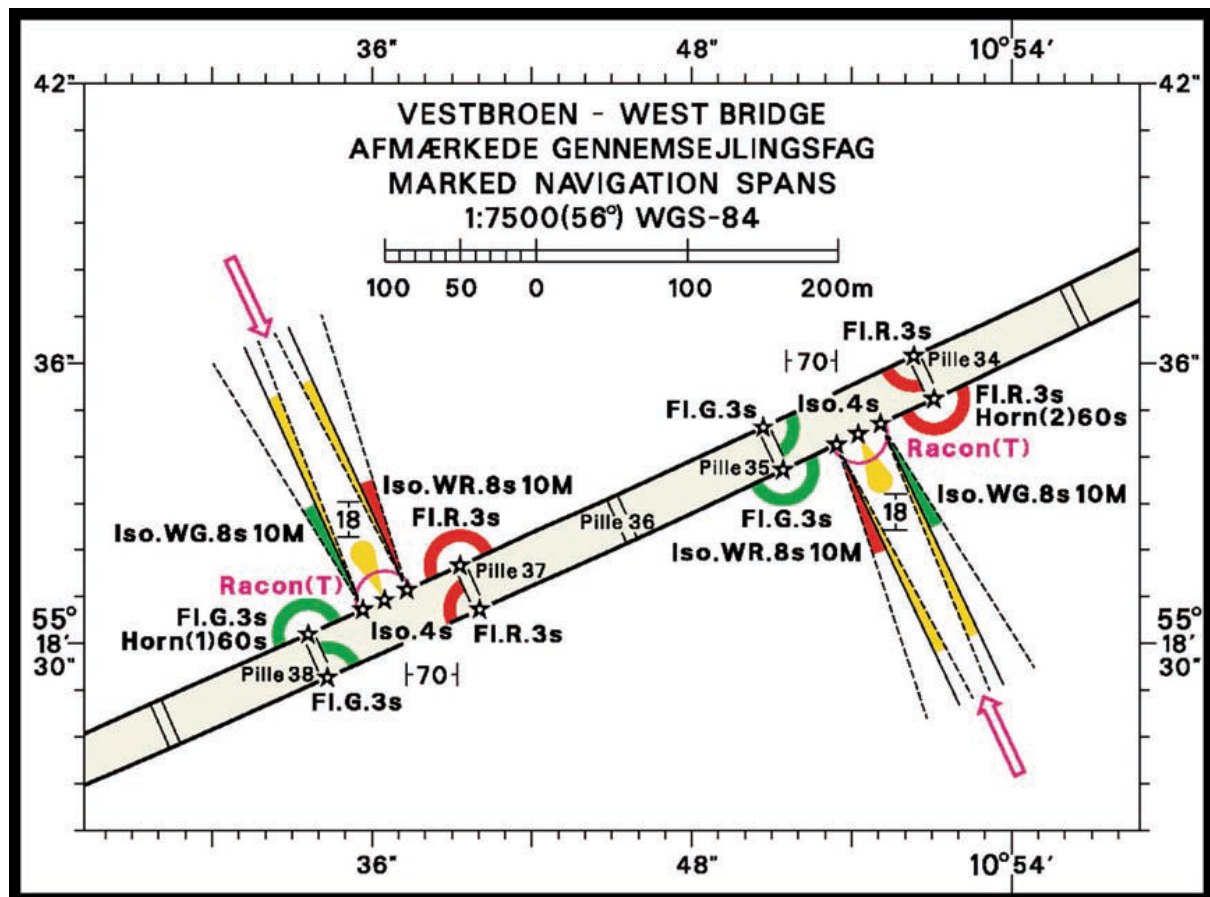 36" 48" 10°54′
42" 42"
VESTBROEN - WEST BRIDGE
AFMÆRKEDE GENNEMSEJLINGSFAG
MARKED NAVIGATION SPANS
1:7500(56°) WGS-84
100 50 0 100 200m
36" 36"
Fl.R.3s
70
Pille 34
Fl.R.3s
Horn(2)60s
Fl.G.3s
Iso.4s
Racon(T)
Pille 35
Fl.G.3s
Iso.WG.8s 10M
18
Iso.WR.8s 10M
Iso.WR.8s 10M
18
Fl.R.3s
Iso.WG.8s 10M
Pille 36
Pille 37
Racon(T)
Fl.G.3s
Horn(1)60s
Iso.4s
Fl.R.3s
Pille 38
70
Fl.G.3s
55° 55°
18′ 18′
30" 30"
36" 48" 10°54′